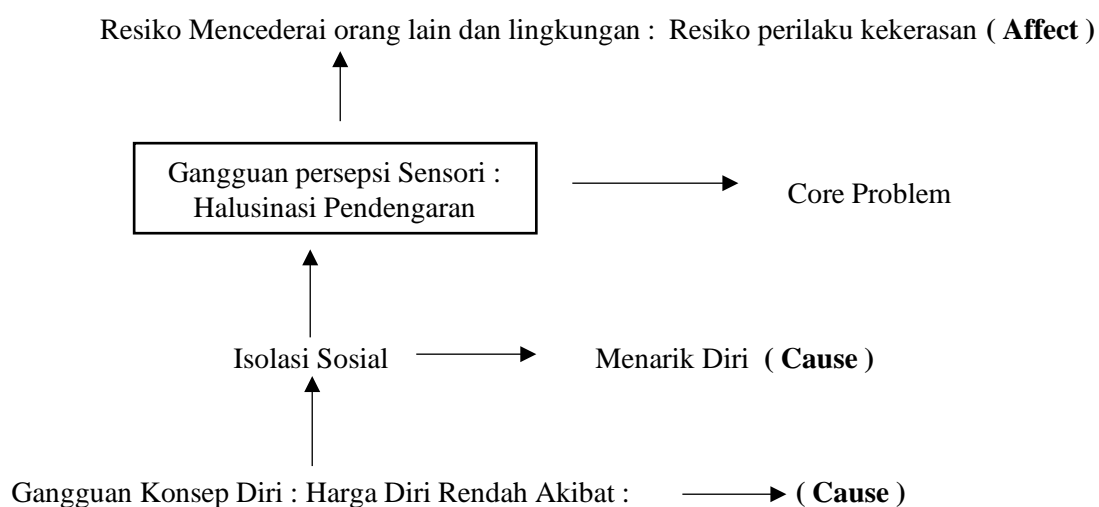 Resiko Mencederai orang lain dan lingkungan : Resiko perilaku kekerasan ( Affect )
Gangguan persepsi Sensori :
Halusinasi Pendengaran
Core Problem
Isolasi Sosial
Menarik Diri ( Cause )
Gangguan Konsep Diri : Harga Diri Rendah Akibat :
( Cause )